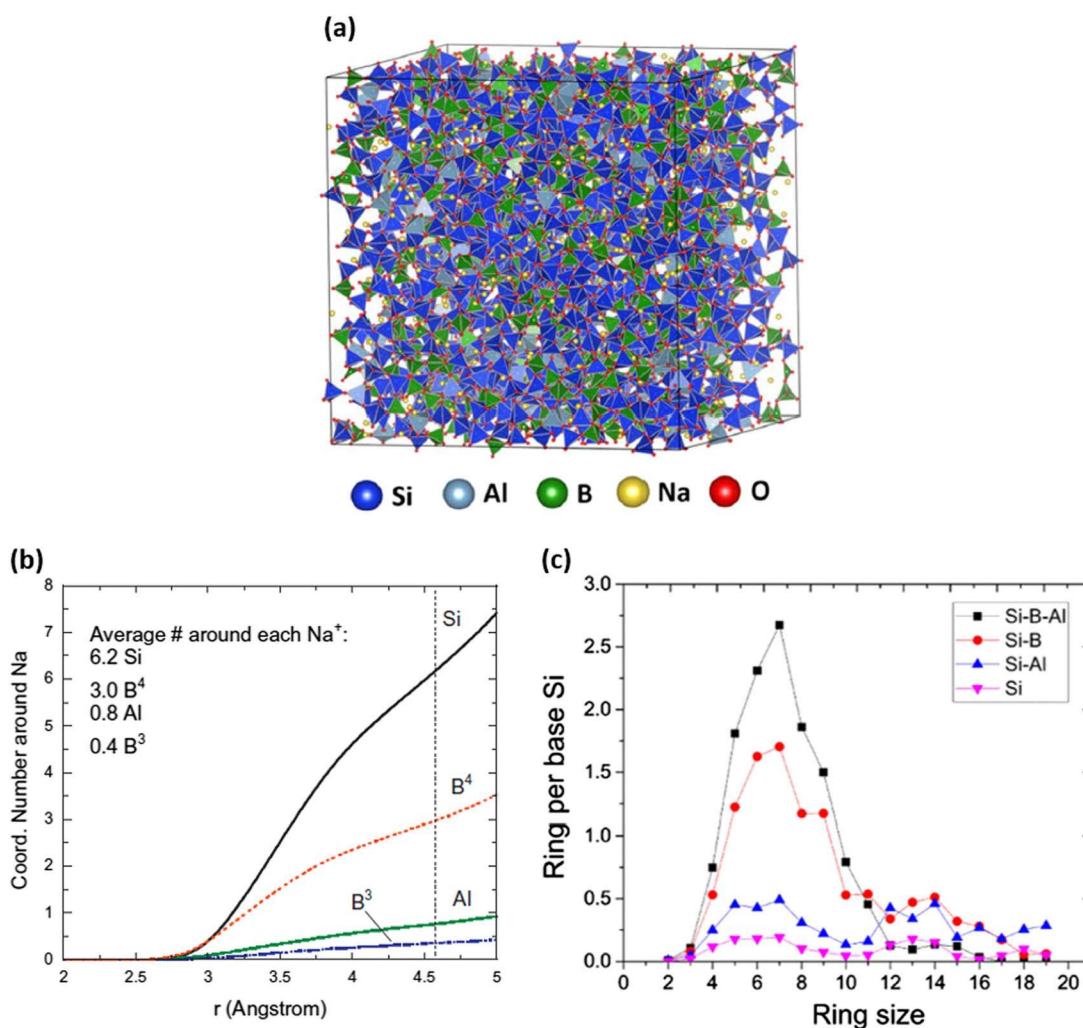 (a)
Si Al B Na O
(b)
8
7
6
5
4
3
2
1
0
Coord. Number around Na
Average # around each Na⁺:
6.2 Si
3.0 B⁴
0.8 Al
0.4 B³
Si
B⁴
B³
Al
2 2.5 3 3.5 4 4.5 5
r (Angstrom)
(c)
3.0
2.5
2.0
1.5
1.0
0.5
0.0
Ring per base Si
Si-B-Al
Si-B
Si-Al
Si
0 2 4 6 8 10 12 14 16 18 20
Ring size